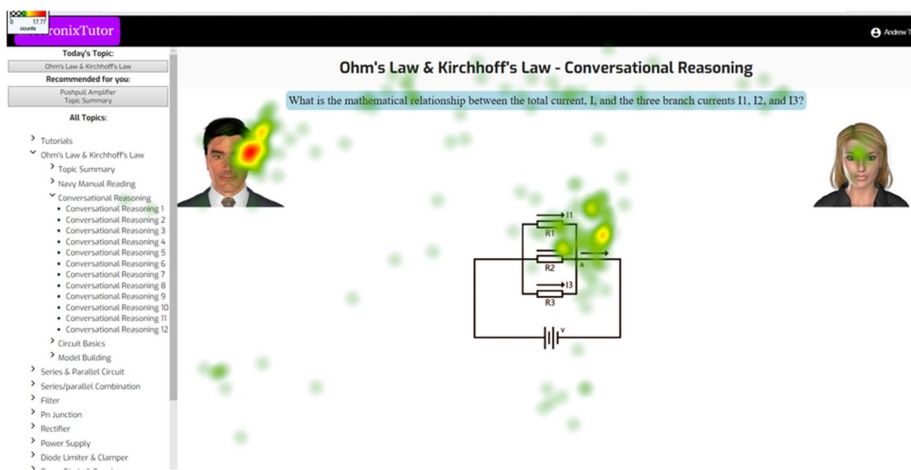 0 17.77
counts
ronixTutor
Andrew T
Today's Topic:
Ohm's Law & Kirchhoff's Law
Recommended for you:
Pushpull Amplifier
Topic Summary
All Topics:
Tutorials
Ohm's Law & Kirchhoff's Law
Topic Summary
Navy Manual Reading
Conversational Reasoning
Conversational Reasoning 1
Conversational Reasoning 2
Conversational Reasoning 3
Conversational Reasoning 4
Conversational Reasoning 5
Conversational Reasoning 6
Conversational Reasoning 7
Conversational Reasoning 8
Conversational Reasoning 9
Conversational Reasoning 10
Conversational Reasoning 11
Conversational Reasoning 12
Circuit Basics
Model Building
Series & Parallel Circuit
Series/parallel Combination
Filter
Pn Junction
Rectifier
Power Supply
Diode Limiter & Clamper
Ohm's Law & Kirchhoff's Law - Conversational Reasoning
What is the mathematical relationship between the total current, I, and the three branch currents I1, I2, and I3?
I1
R1
R2
A
I3
R3
V